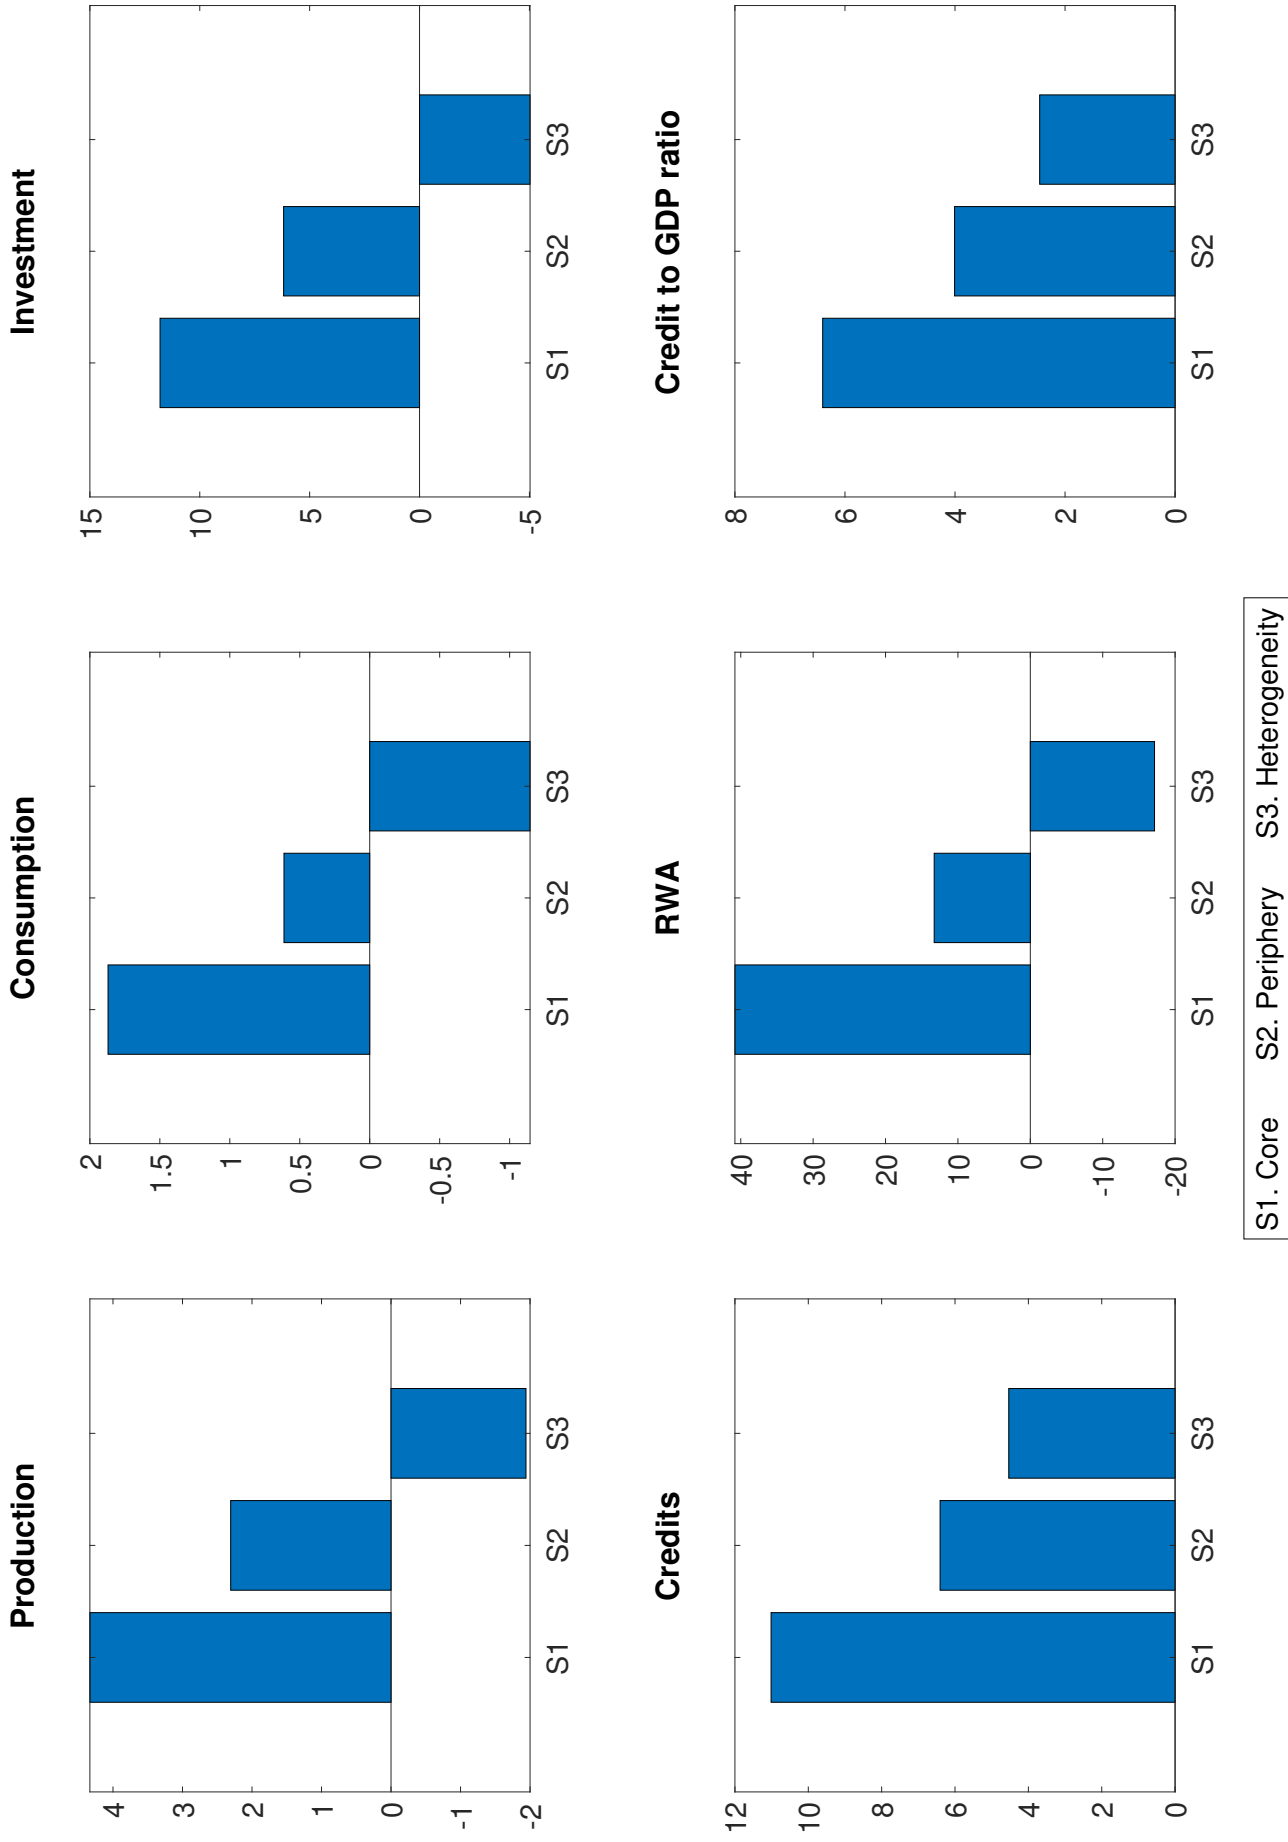 Production
4
3
2
1
0
-1
-2
S1 S2 S3
Consumption
2
1.5
1
0.5
0
-0.5
-1
S1 S2 S3
Investment
15
10
5
0
-5
S1 S2 S3
Credits
12
10
8
6
4
2
0
S1 S2 S3
RWA
40
30
20
10
0
-10
-20
S1 S2 S3
Credit to GDP ratio
8
6
4
2
0
S1 S2 S3
S1. Core S2. Periphery S3. Heterogeneity